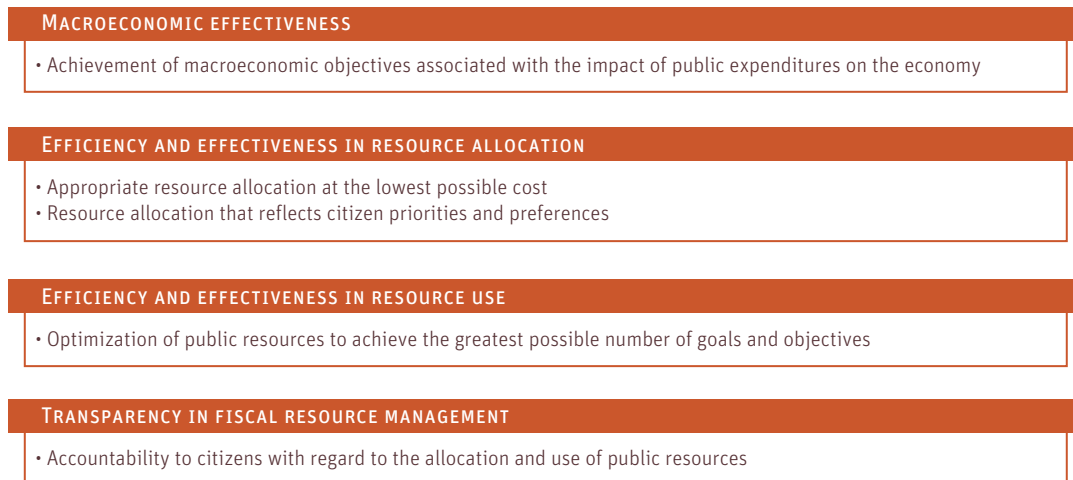 MACROECONOMIC EFFECTIVENESS
• Achievement of macroeconomic objectives associated with the impact of public expenditures on the economy
EFFICIENCY AND EFFECTIVENESS IN RESOURCE ALLOCATION
• Appropriate resource allocation at the lowest possible cost
• Resource allocation that reflects citizen priorities and preferences
EFFICIENCY AND EFFECTIVENESS IN RESOURCE USE
• Optimization of public resources to achieve the greatest possible number of goals and objectives
TRANSPARENCY IN FISCAL RESOURCE MANAGEMENT
• Accountability to citizens with regard to the allocation and use of public resources